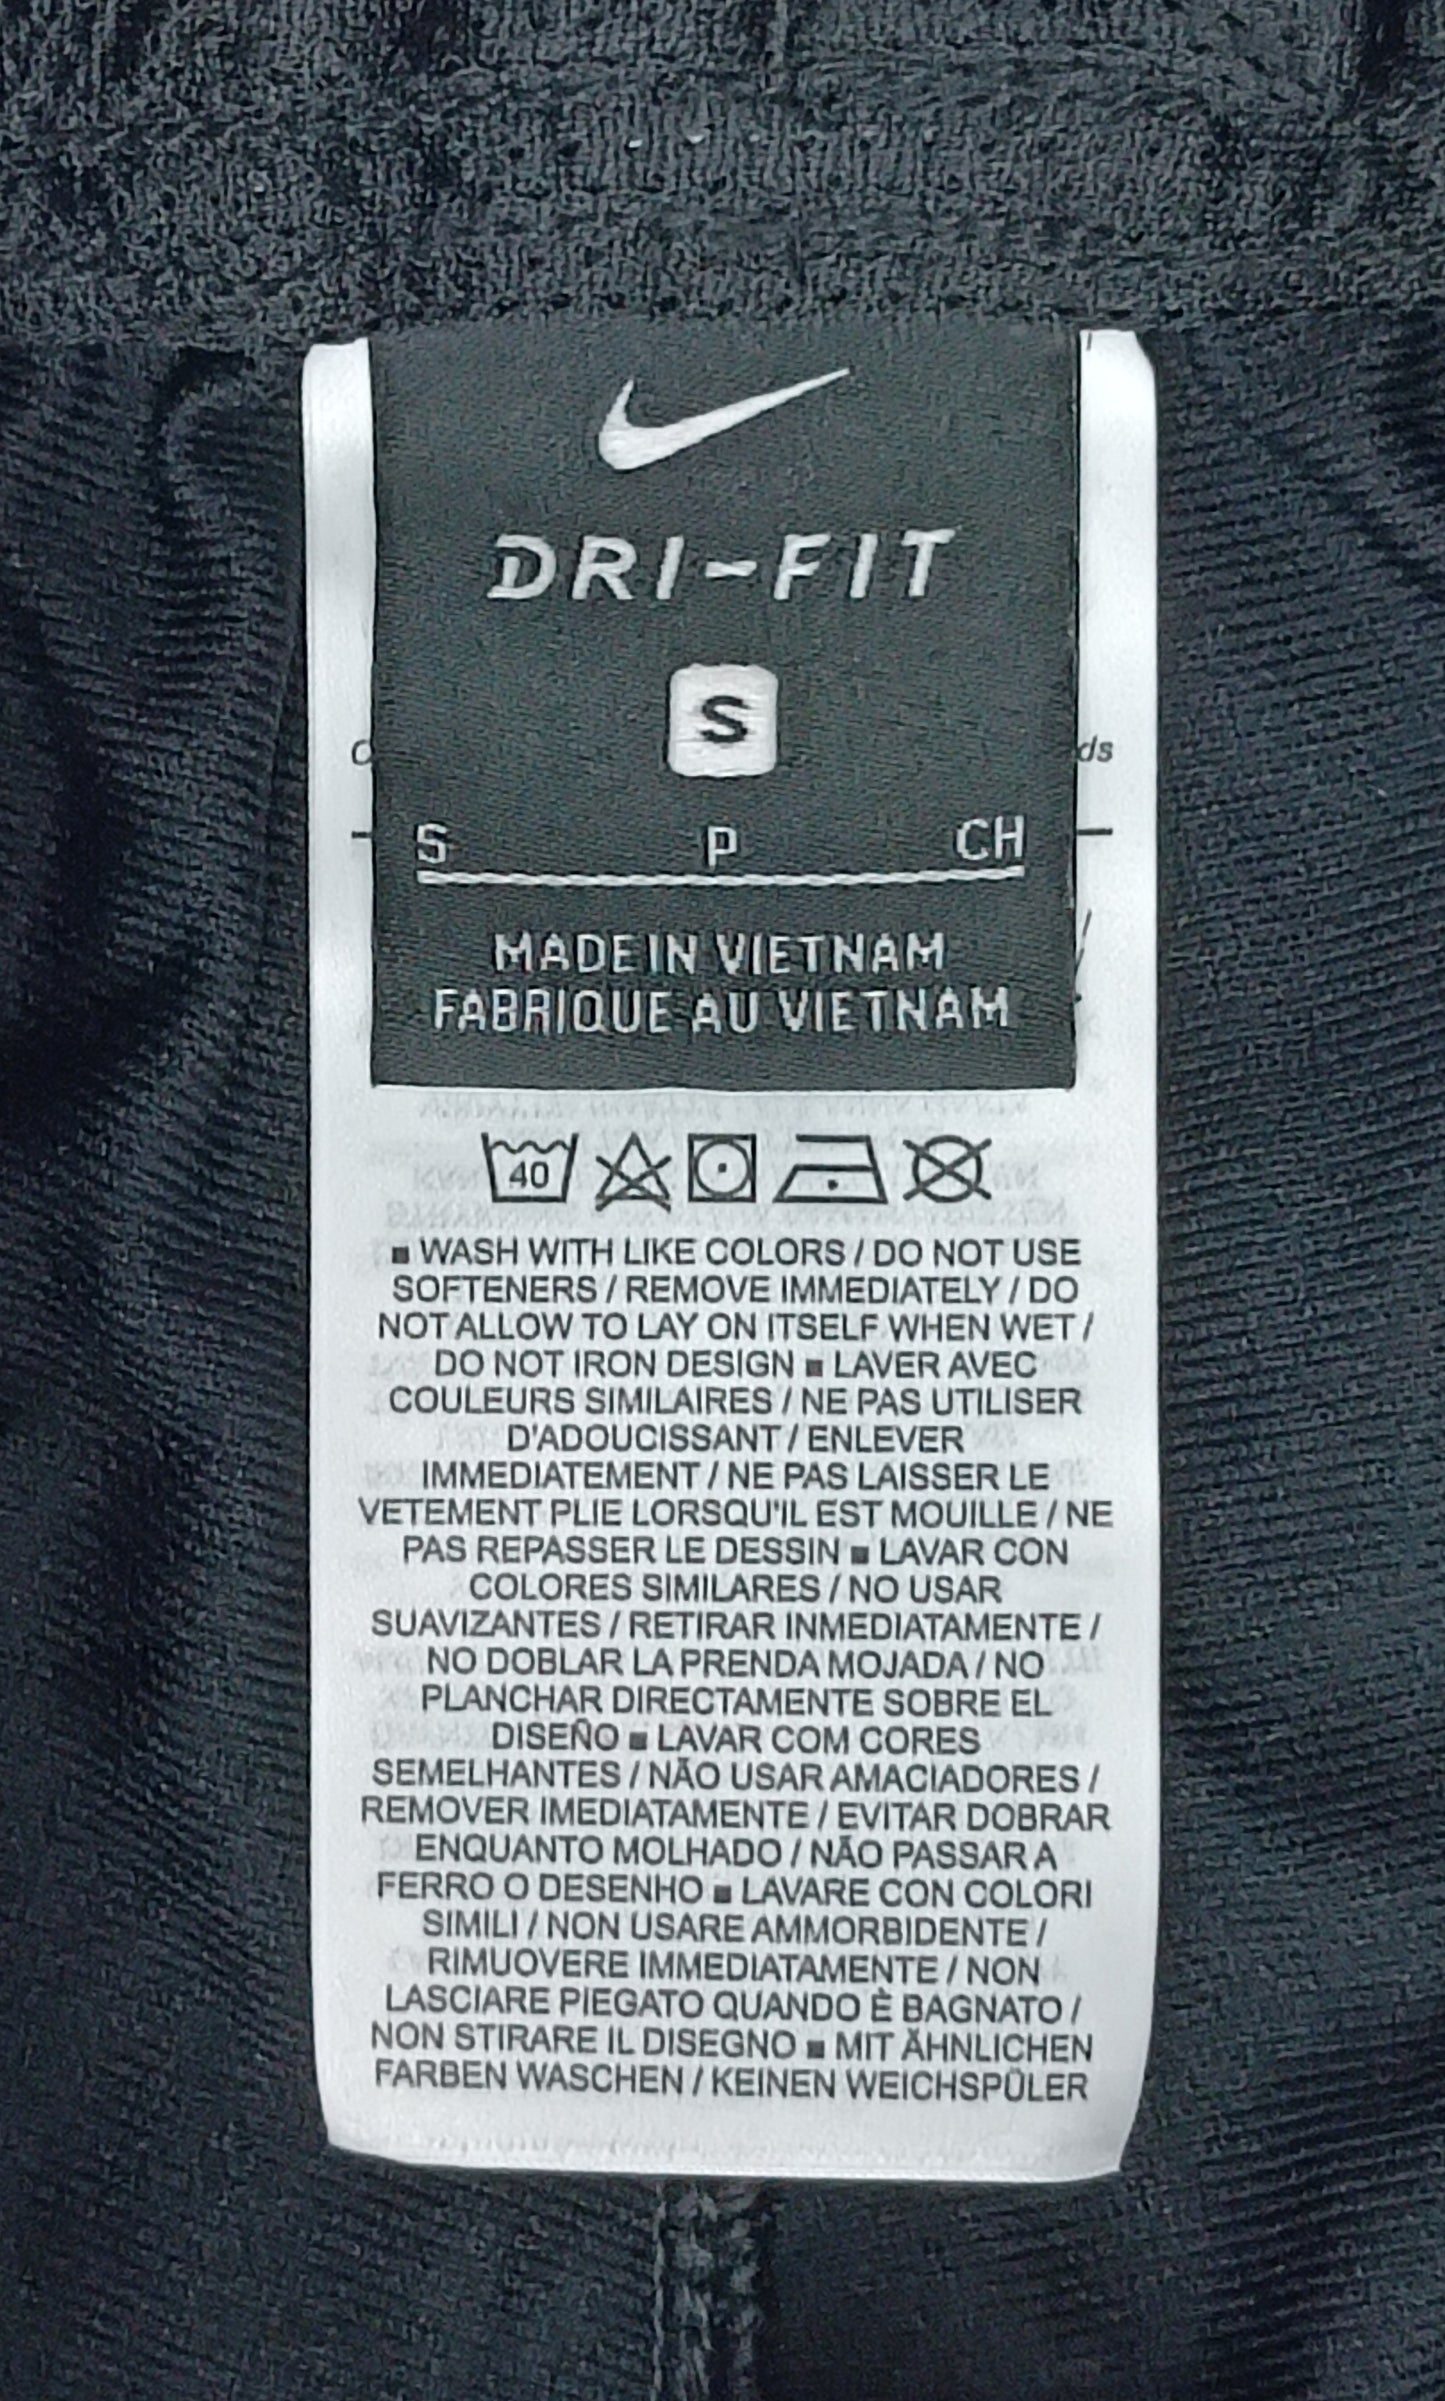 DRI-FIT
S
ds
S P CH
MADE IN VIETNAM
FABRIQUE AU VIETNAM
40
■ WASH WITH LIKE COLORS / DO NOT USE
SOFTENERS / REMOVE IMMEDIATELY / DO
NOT ALLOW TO LAY ON ITSELF WHEN WET /
DO NOT IRON DESIGN ■ LAVER AVEC
COULEURS SIMILAIRES / NE PAS UTILISER
D'ADOUCISSANT / ENLEVER
IMMEDIATEMENT / NE PAS LAISSER LE
VETEMENT PLIE LORSQU'IL EST MOUILLE / NE
PAS REPASSER LE DESSIN ■ LAVAR CON
COLORES SIMILARES / NO USAR
SUAVIZANTES / RETIRAR INMEDIATAMENTE /
NO DOBLAR LA PRENDA MOJADA / NO
PLANCHAR DIRECTAMENTE SOBRE EL
DISEÑO ■ LAVAR COM CORES
SEMELHANTES / NÃO USAR AMACIADORES /
REMOVER IMEDIATAMENTE / EVITAR DOBRAR
ENQUANTO MOLHADO / NÃO PASSAR A
FERRO O DESENHO ■ LAVARE CON COLORI
SIMILI / NON USARE AMMORBIDENTE /
RIMUOVERE IMMEDIATAMENTE / NON
LASCIARE PIEGATO QUANDO È BAGNATO /
NON STIRARE IL DISEGNO ■ MIT ÄHNLICHEN
FARBEN WASCHEN / KEINEN WEICHSPÜLER